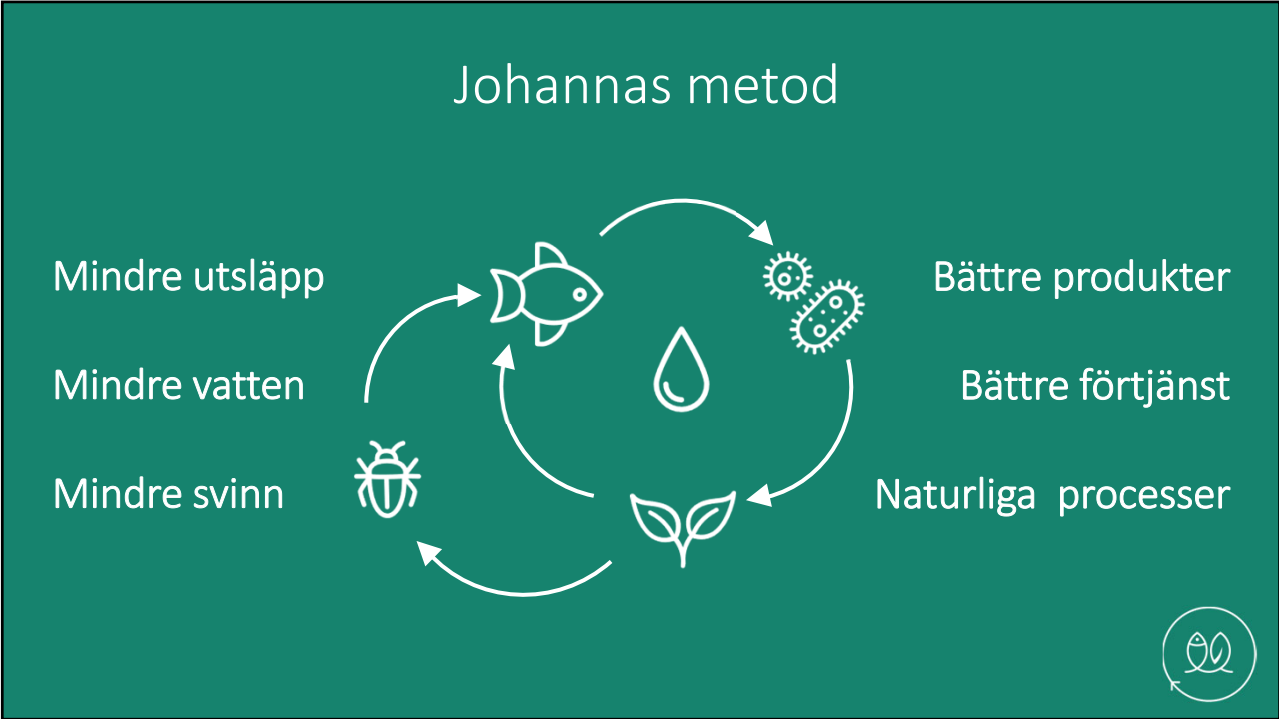 Johannas metod
Mindre utsläpp
Mindre vatten
Mindre svinn
Bättre produkter
Bättre förtjänst
Naturliga  processer